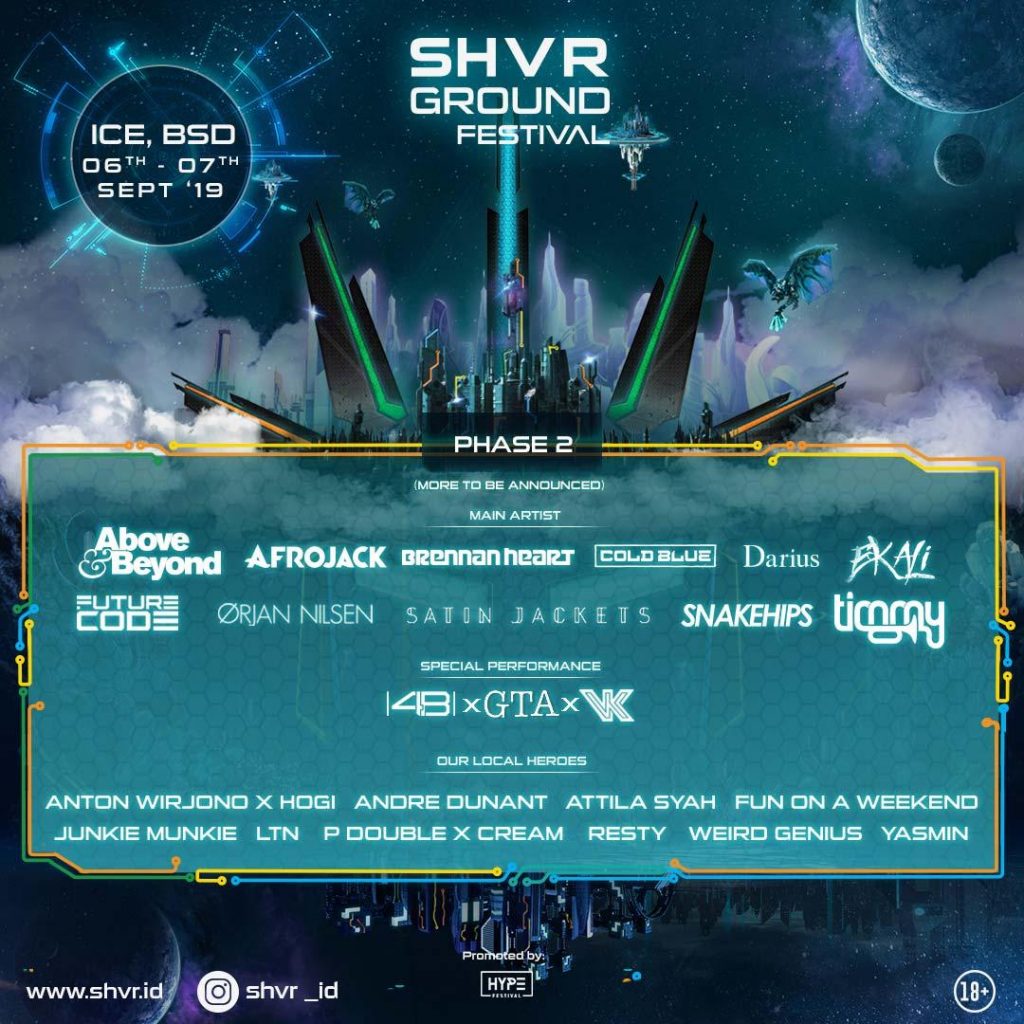 SHVR
GROUND
FESTIVAL
ICE, BSD
06TH - 07TH
SEPT '19
PHASE 2
(MORE TO BE ANNOUNCED)
MAIN ARTIST
Above & Beyond AFROJACK BRENNAN HEART COLD BLUE Darius EKALI
FUTURE CODE ØRJAN NILSEN SATIN JACKETS SNAKEHIPS timmy
SPECIAL PERFORMANCE
|4B| x GTA x VK
OUR LOCAL HEROES
ANTON WIRJONO X HOGI ANDRE DUNANT ATTILA SYAH FUN ON A WEEKEND
JUNKIE MUNKIE LTN P DOUBLE X CREAM RESTY WEIRD GENIUS YASMIN
Promoted by:
HYPE
FESTIVAL
www.shvr.id shvr _id
18+